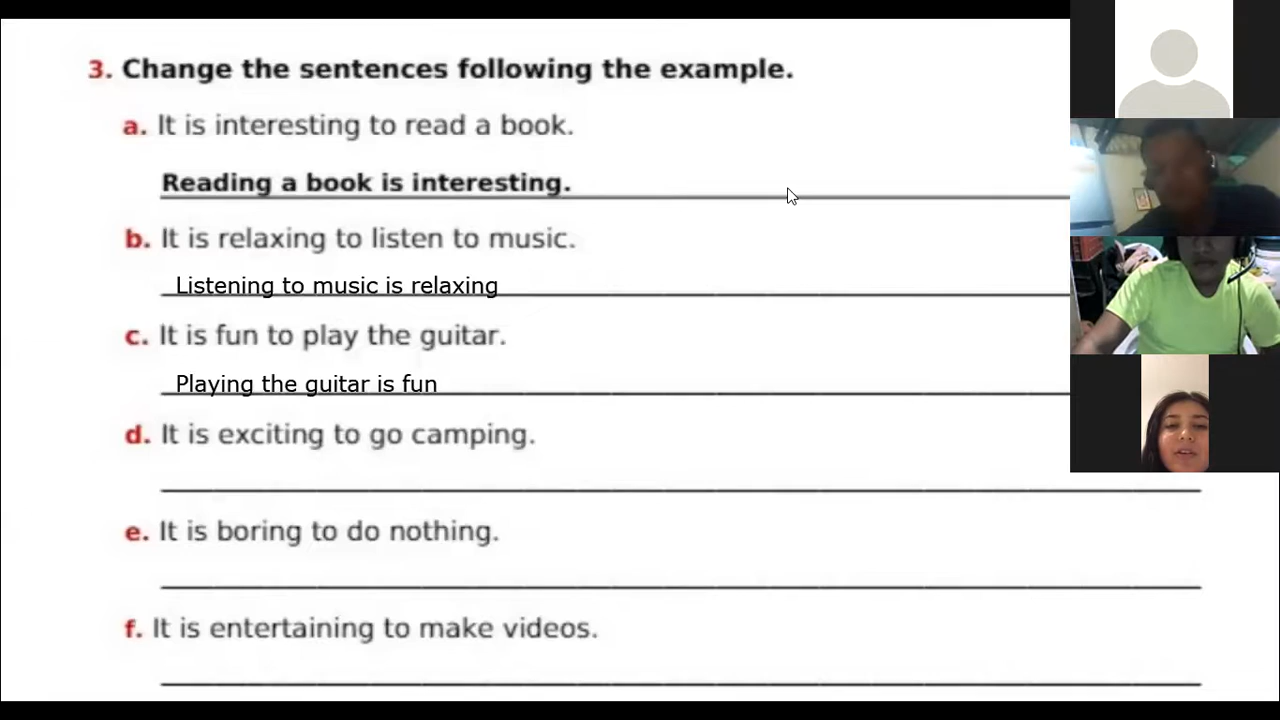 3. Change the sentences following the example.
a. It is interesting to read a book.
Reading a book is interesting.
b. It is relaxing to listen to music.
Listening to music is relaxing
c. It is fun to play the guitar.
Playing the guitar is fun
d. It is exciting to go camping.
e. It is boring to do nothing.
f. It is entertaining to make videos.